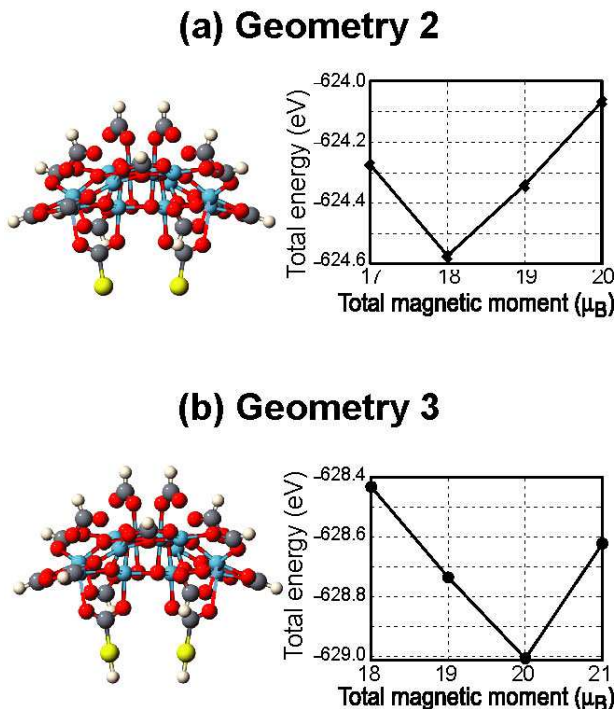 (a) Geometry 2
Total energy (eV)
-624.0
-624.2
-624.4
-624.6
17 18 19 20
Total magnetic moment (μB)
(b) Geometry 3
Total energy (eV)
-628.4
-628.6
-628.8
-629.0
18 19 20 21
Total magnetic moment (μB)